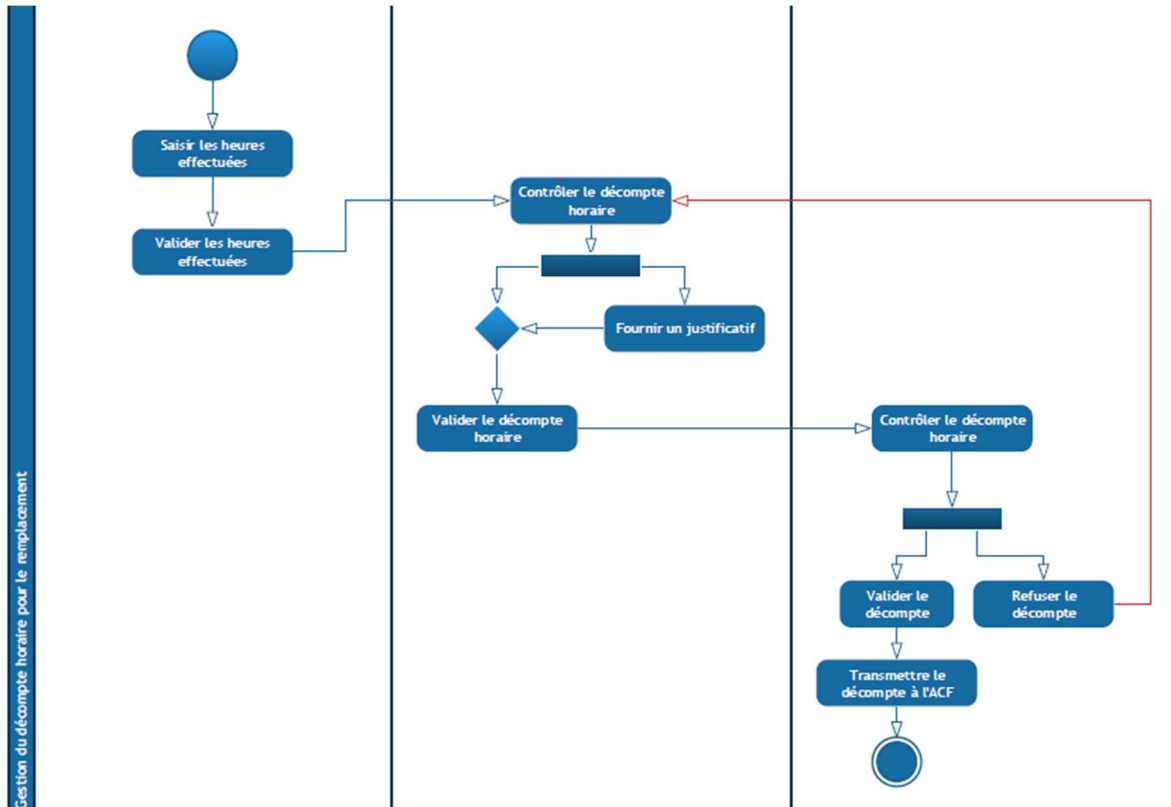 Gestion du décompte horaire pour le remplacement
Saisir les heures
effectuées
Valider les heures
effectuées
Contrôler le décompte
horaire
Fournir un justificatif
Valider le décompte
horaire
Contrôler le décompte
horaire
Valider le
décompte
Refuser le
décompte
Transmettre le
décompte à l'ACF